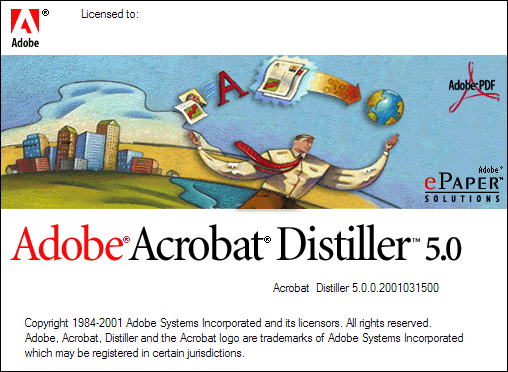 Adobe®
Licensed to:
A
Adobe PDF
Adobe®
ePAPER™
SOLUTIONS
Adobe® Acrobat® Distiller™ 5.0
Acrobat Distiller 5.0.0.2001031500
Copyright 1984-2001 Adobe Systems Incorporated and its licensors. All rights reserved.
Adobe, Acrobat, Distiller and the Acrobat logo are trademarks of Adobe Systems Incorporated
which may be registered in certain jurisdictions.